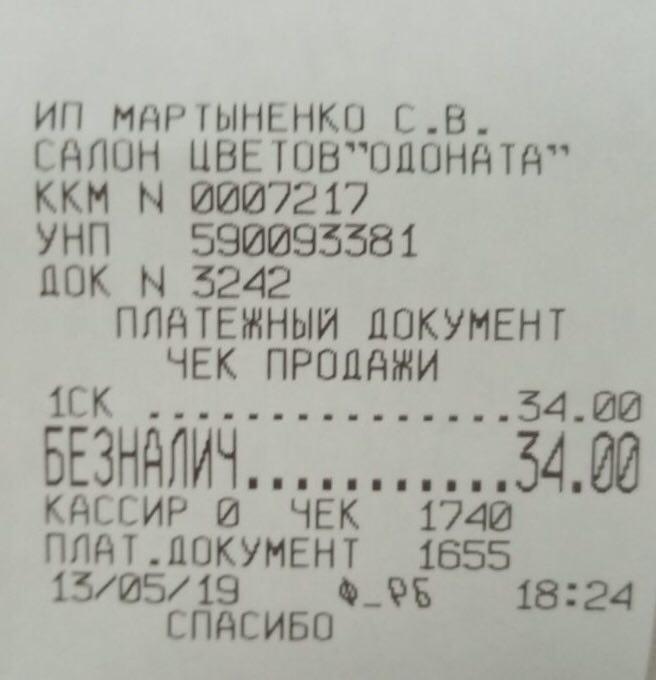 ИП МАРТЫНЕНКО С.В.
САЛОН ЦВЕТОВ"ОДОНАТА"
ККМ N 0007217
УНП 590093381
ДОК N 3242
ПЛАТЕЖНЫЙ ДОКУМЕНТ
ЧЕК ПРОДАЖИ
1СК ................34.00
БЕЗНАЛИЧ...........34.00
КАССИР 0 ЧЕК 1740
ПЛАТ.ДОКУМЕНТ 1655
13/05/19 Ф_РБ 18:24
СПАСИБО